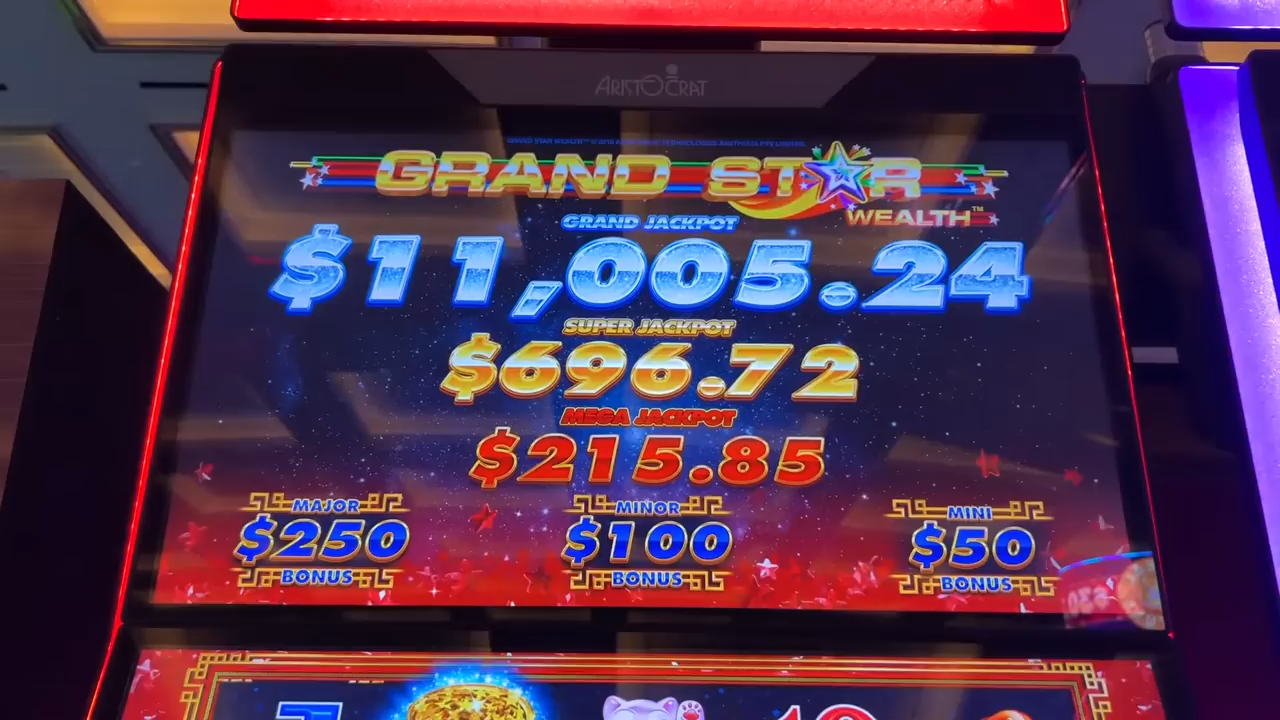 ARISTOCRAT
GRAND STAR
WEALTH™
GRAND JACKPOT
$11,005.24
SUPER JACKPOT
$696.72
MEGA JACKPOT
$215.85
MAJOR
$250
BONUS
MINOR
$100
BONUS
MINI
$50
BONUS